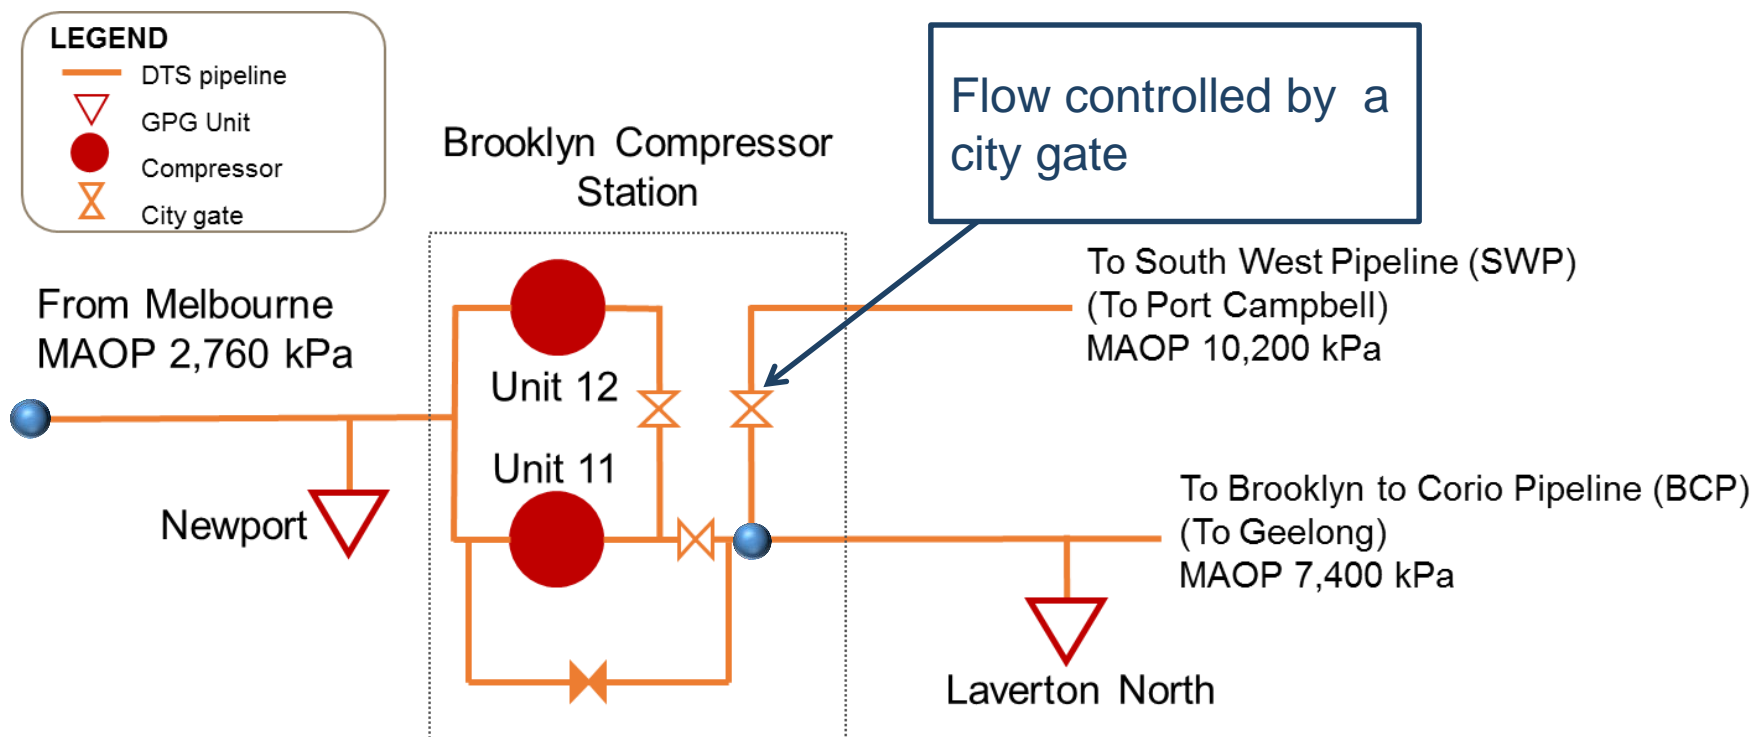 LEGEND
DTS pipeline
GPG Unit
Compressor
City gate
Flow controlled by a
city gate
Brooklyn Compressor
Station
From Melbourne
MAOP 2,760 kPa
To South West Pipeline (SWP)
(To Port Campbell)
MAOP 10,200 kPa
Unit 12
Unit 11
Newport
To Brooklyn to Corio Pipeline (BCP)
(To Geelong)
MAOP 7,400 kPa
Laverton North